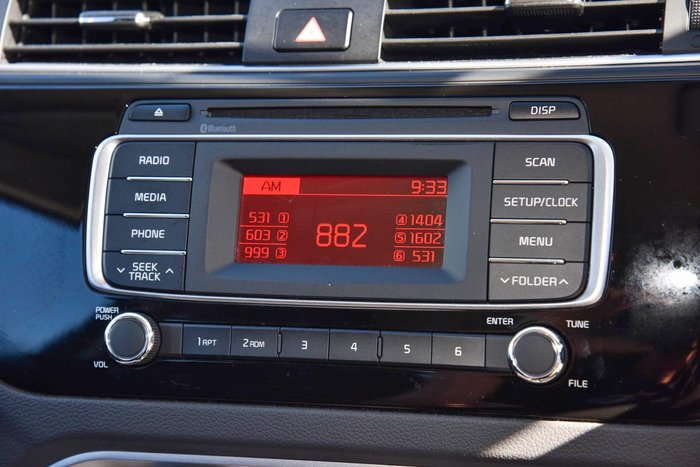 DISP
Bluetooth
RADIO
MEDIA
PHONE
SEEK
TRACK
AM 9:33
531 1
603 2
999 3
882
4 1404
5 1602
6 531
SCAN
SETUP/CLOCK
MENU
FOLDER
POWER
PUSH
VOL
1 RPT
2 RDM
3
4
5
6
ENTER
TUNE
FILE